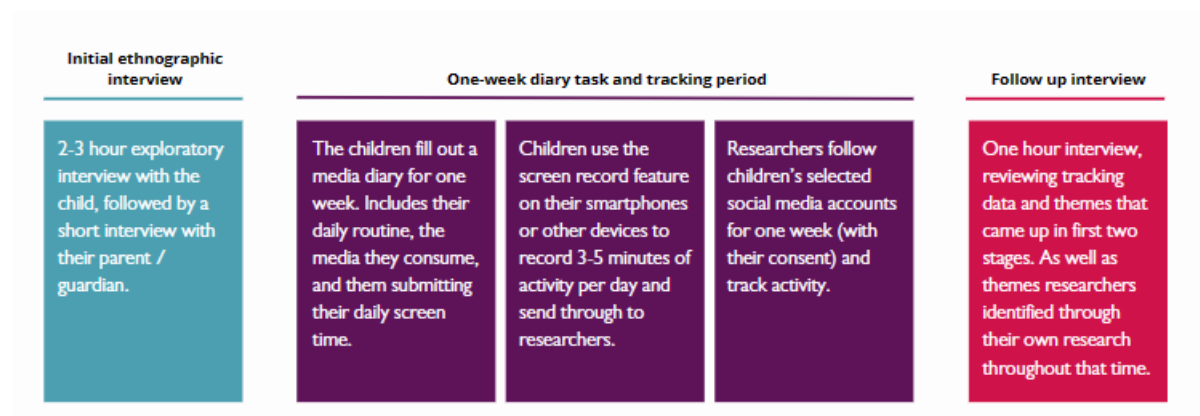 Initial ethnographic
interview
One-week diary task and tracking period
Follow up interview
2-3 hour exploratory
interview with the
child, followed by a
short interview with
their parent /
guardian.
The children fill out a
media diary for one
week. Includes their
daily routine, the
media they consume,
and them submitting
their daily screen
time.
Children use the
screen record feature
on their smartphones
or other devices to
record 3-5 minutes of
activity per day and
send through to
researchers.
Researchers follow
children's selected
social media accounts
for one week (with
their consent) and
track activity.
One hour interview,
reviewing tracking
data and themes that
came up in first two
stages. As well as
themes researchers
identified through
their own research
throughout that time.